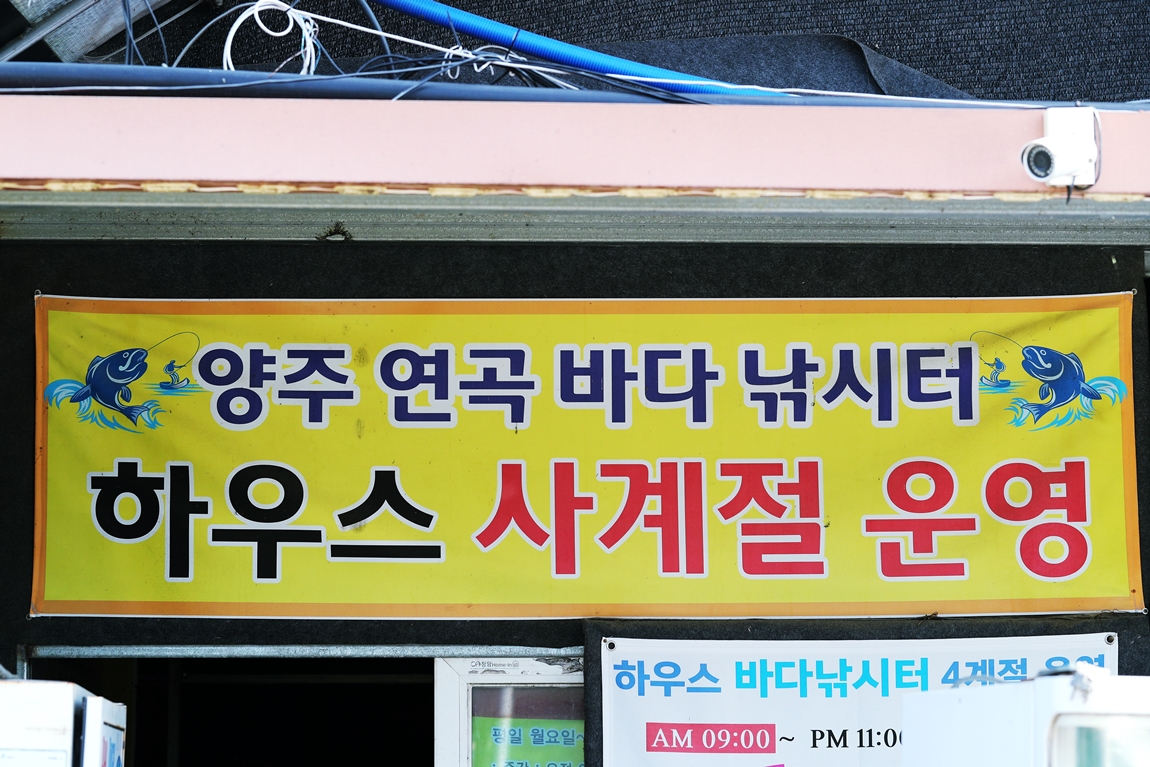 양주 연곡 바다 낚시터
하우스 사계절 운영
하우스 바다낚시터 4계절 운영
AM 09:00 ~ PM 11:00
평일 월요일~